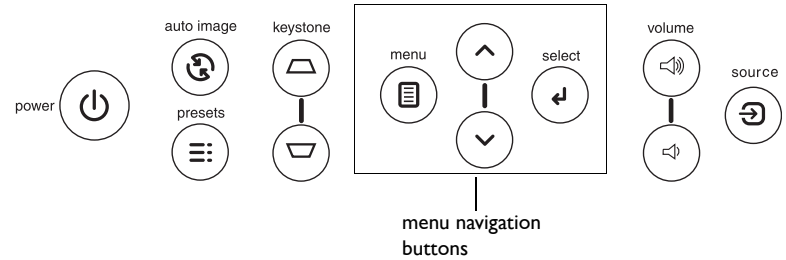 power
auto image
presets
keystone
menu
select
volume
source
menu navigation
buttons